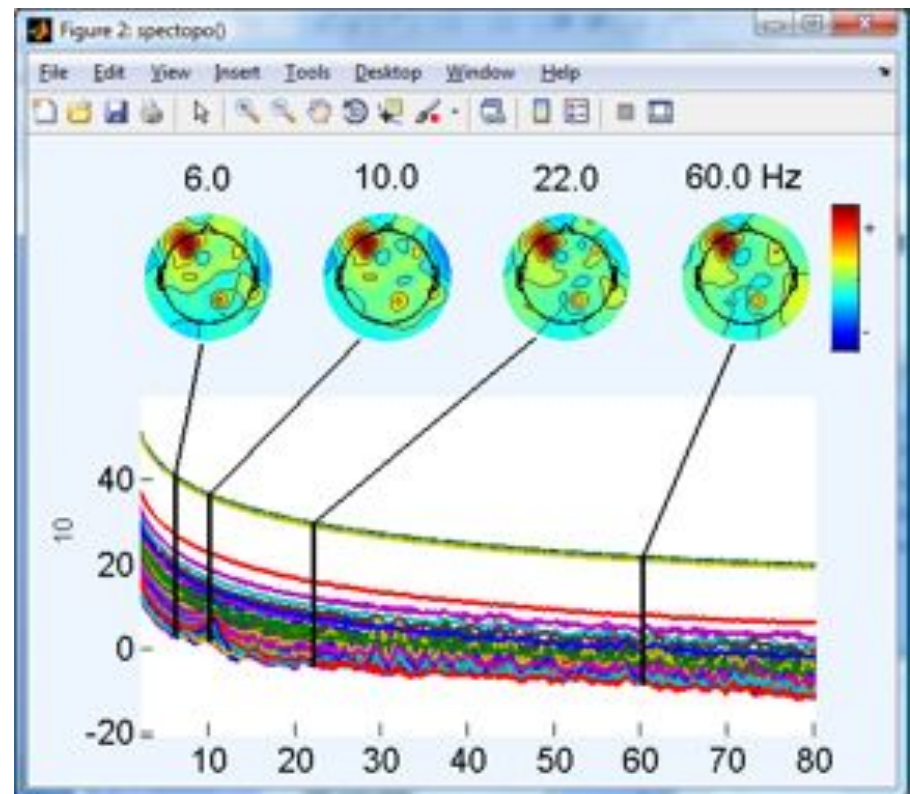 Figure 2: spectopo()
File Edit View Insert Tools Desktop Window Help
6.0 10.0 22.0 60.0 Hz
+
-
40
20
0
-20
10
10 20 30 40 50 60 70 80